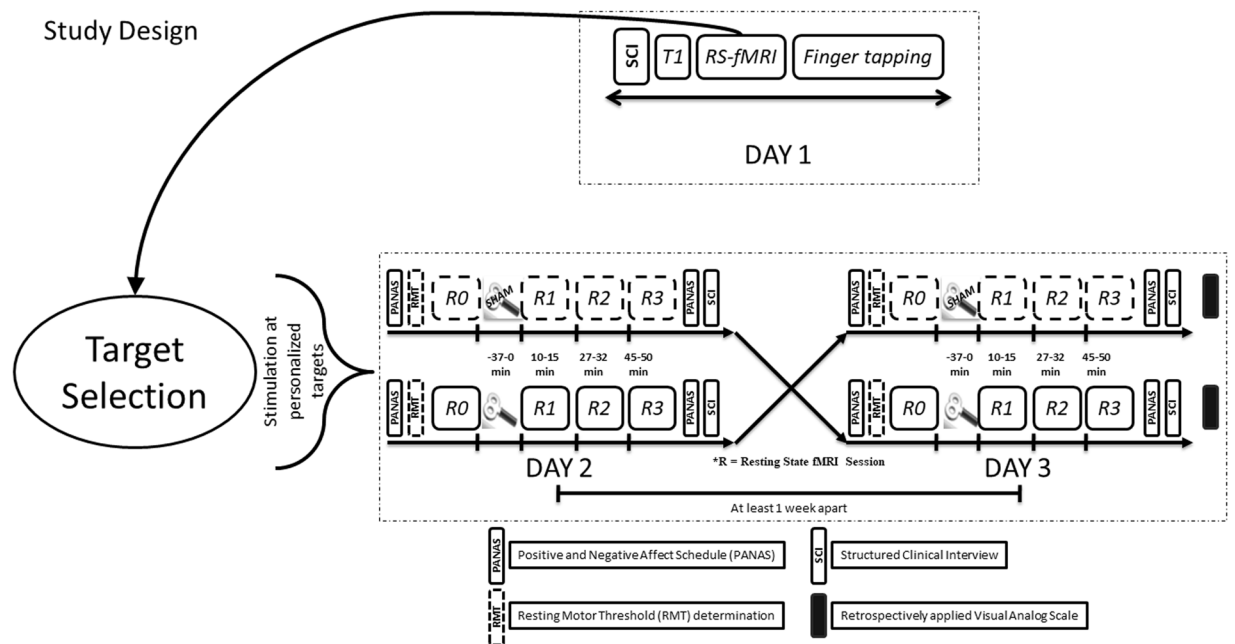 Study Design
SCI
T1
RS-fMRI
Finger tapping
DAY 1
Target
Selection
Stimulation at
personalized
targets
PANAS
RMT
R0
SHAM
R1
R2
R3
PANAS
SCI
PANAS
RMT
R0
SHAM
R1
R2
R3
PANAS
SCI
-37-0
min
10-15
min
27-32
min
45-50
min
-37-0
min
10-15
min
27-32
min
45-50
min
PANAS
RMT
R0
R1
R2
R3
PANAS
SCI
PANAS
RMT
R0
R1
R2
R3
PANAS
SCI
DAY 2
*R = Resting State fMRI Session
DAY 3
At least 1 week apart
PANAS
Positive and Negative Affect Schedule (PANAS)
SCI
Structured Clinical Interview
RMT
Resting Motor Threshold (RMT) determination
Retrospectively applied Visual Analog Scale